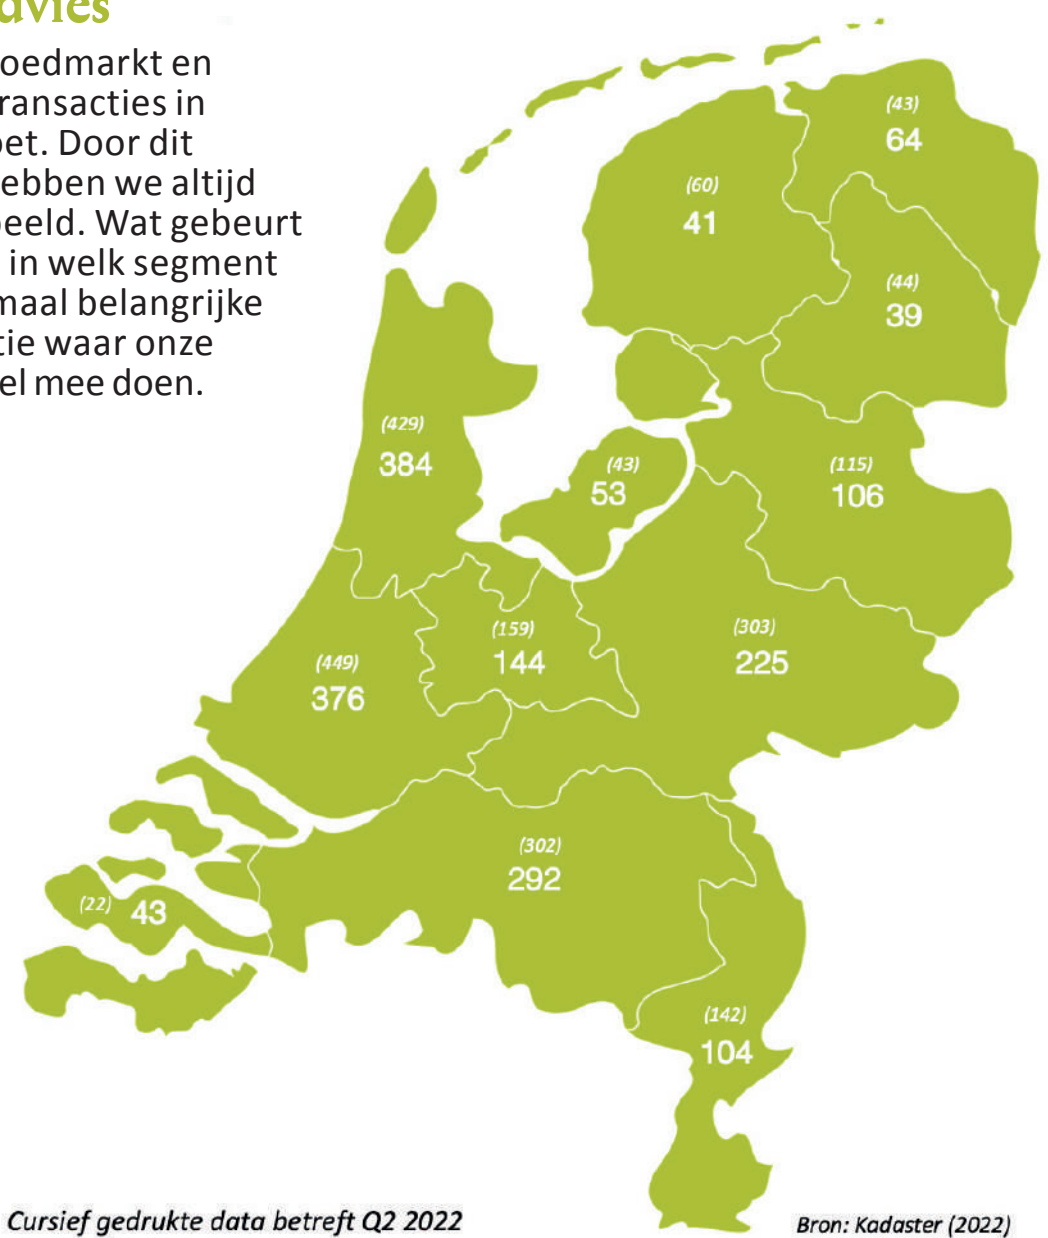 oedmarkt en
ransacties in
oet. Door dit
ebben we altijd
eeld. Wat gebeurt
in welk segment
maal belangrijke
tie waar onze
el mee doen.
(43)
64
(60)
41
(44)
39
(429)
384
(43)
53
(115)
106
(159)
144
(303)
225
(449)
376
(302)
292
(22) 43
(142)
104
Cursief gedrukte data betreft Q2 2022
Bron: Kadaster (2022)